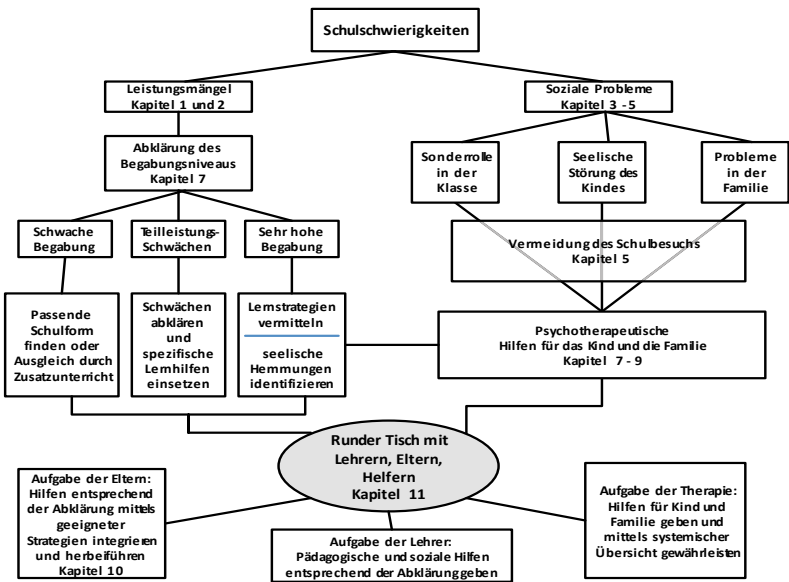 Schulschwierigkeiten
Leistungsmängel
Kapitel 1 und 2
Soziale Probleme
Kapitel 3 - 5
Abklärung des
Begabungsniveaus
Kapitel 7
Sonderrolle
in der
Klasse
Seelische
Störung des
Kindes
Probleme
in der
Familie
Schwache
Begabung
Teilleistungs-
Schwächen
Sehr hohe
Begabung
Vermeidung des Schulbesuchs
Kapitel 5
Passende
Schulform
finden oder
Ausgleich durch
Zusatzunterricht
Schwächen
abklären
und
spezifische
Lernhilfen
einsetzen
Lernstrategien
vermitteln
seelische
Hemmungen
identifizieren
Psychotherapeutische
Hilfen für das Kind und die Familie
Kapitel 7 - 9
Runder Tisch mit
Lehrern, Eltern,
Helfern
Kapitel 11
Aufgabe der Eltern:
Hilfen entsprechend
der Abklärung mittels
geeigneter
Strategien integrieren
und herbeiführen
Kapitel 10
Aufgabe der Lehrer:
Pädagogische und soziale Hilfen
entsprechend der Abklärung geben
Aufgabe der Therapie:
Hilfen für Kind und
Familie geben und
mittels systemischer
Übersicht gewährleisten